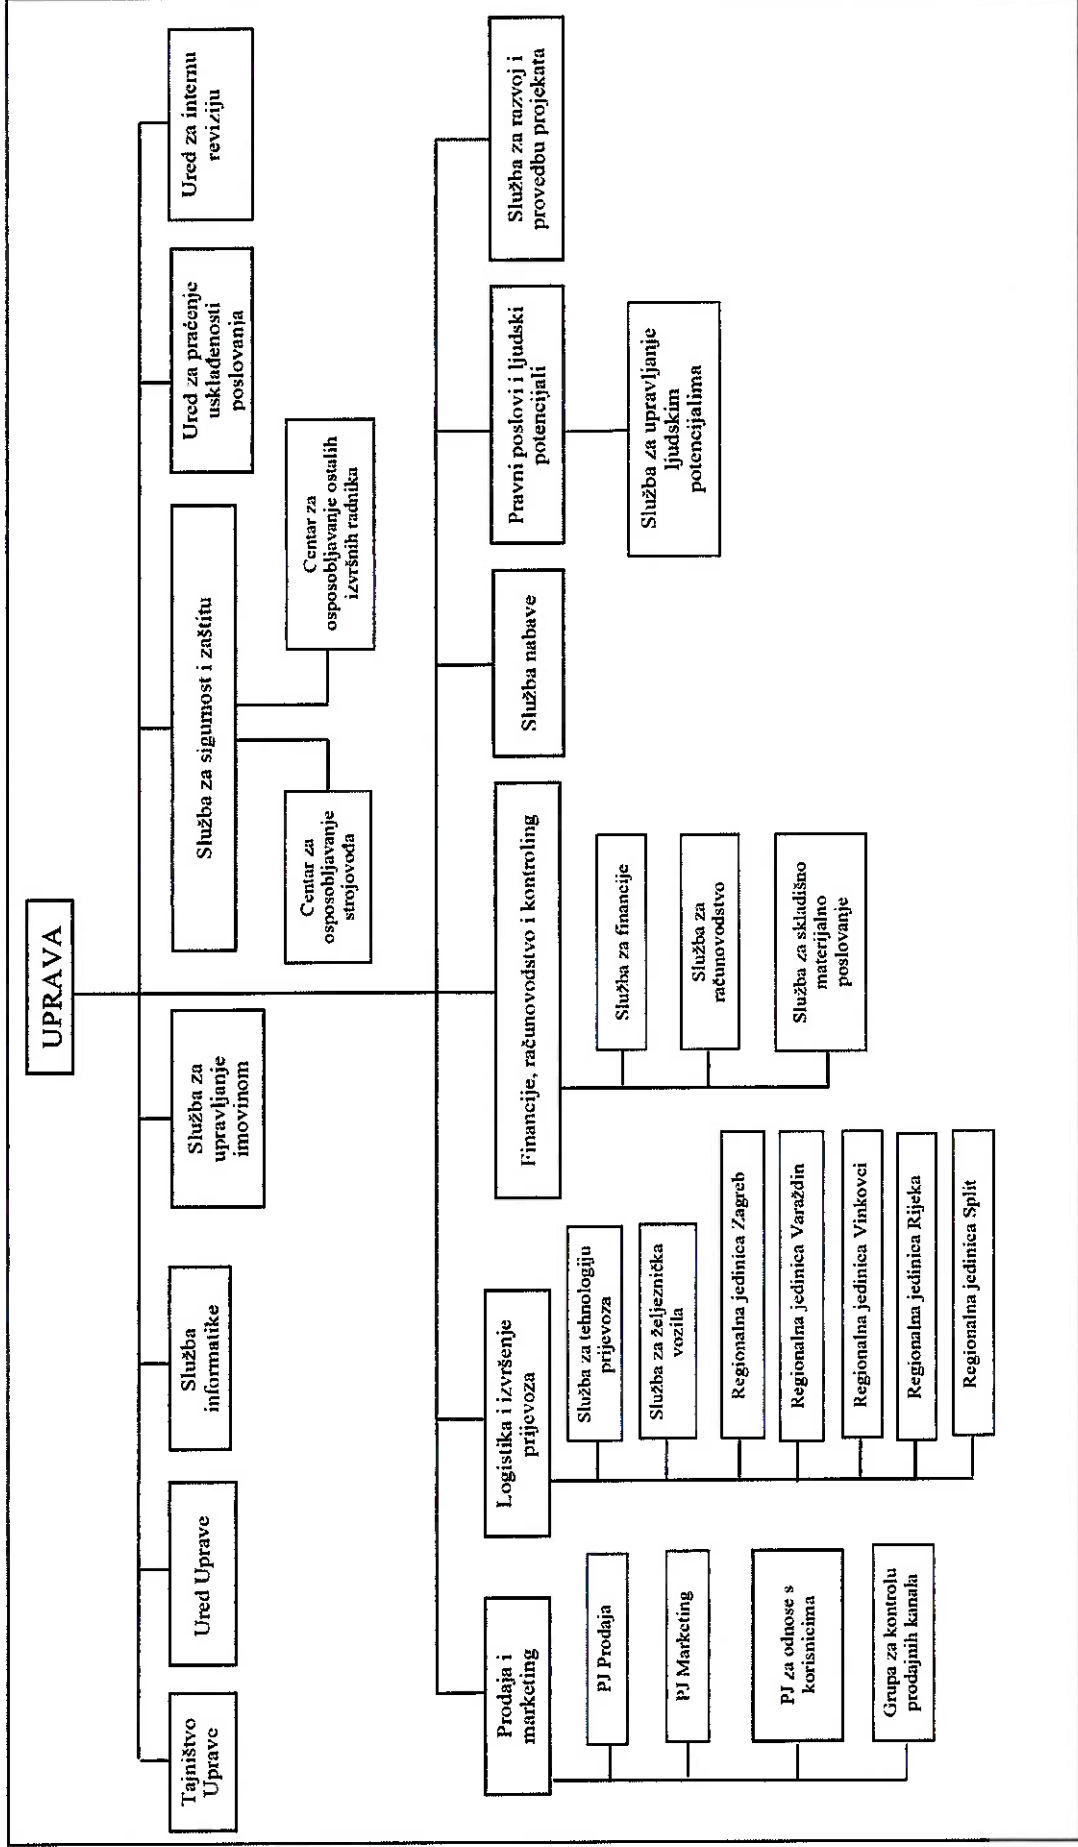 UPRAVA
Tajništvo
Uprave
Ured Uprave
Služba
informatike
Služba za
upravljanje
imovinom
Služba za sigurnost i zaštitu
Ured za praćenje
usklađenosti
poslovanja
Ured za internu
reviziju
Centar za
osposobljavanje
strojovođa
Centar za
osposobljavanje ostalih
izvršnih radnika
Prodaja i
marketing
Logistika i izvršenje
prijevoza
Financije, računovodstvo i kontroling
Služba nabave
Pravni poslovi i ljudski
potencijali
Služba za razvoj i
provedbu projekata
PJ Prodaja
PJ Marketing
PJ za odnose s
korisnicima
Grupa za kontrolu
prodajnih kanala
Služba za tehnologiju
prijevoza
Služba za željeznička
vozila
Regionalna jedinica Zagreb
Regionalna jedinica Varaždin
Regionalna jedinica Vinkovci
Regionalna jedinica Rijeka
Regionalna jedinica Split
Služba za financije
Služba za
računovodstvo
Služba za skladišno
materijalno
poslovanje
Služba za upravljanje
ljudskim
potencijalima